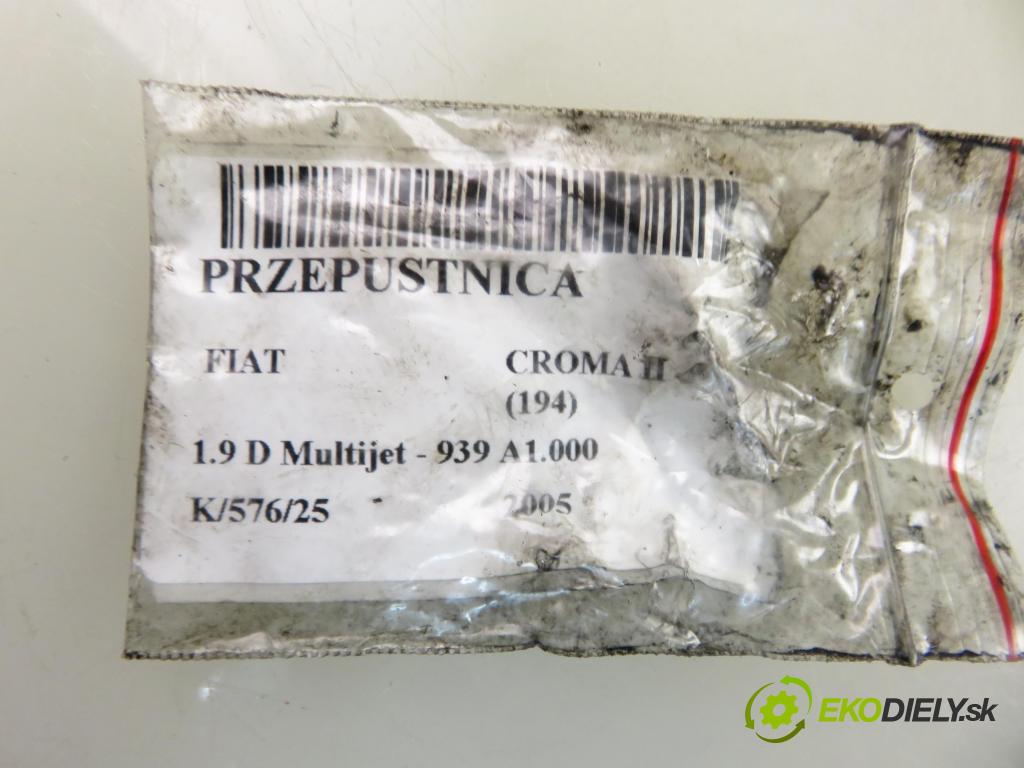 PRZEPUSTNICA
FIAT CROMA II
(194)
1.9 D Multijet - 939 A1.000
K/576/25 2005
EKODIELY.sk